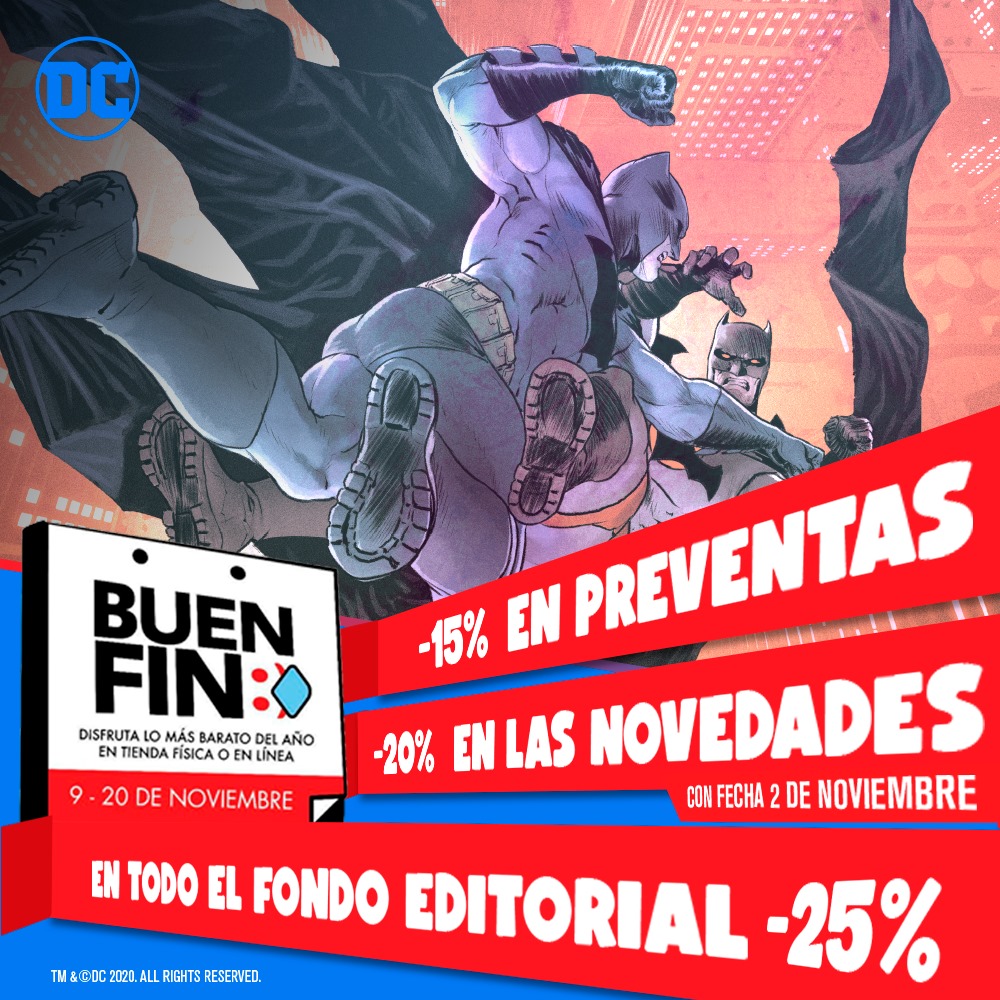 DC
-15% EN PREVENTAS
BUEN
FIN
DISFRUTA LO MÁS BARATO DEL AÑO
EN TIENDA FÍSICA O EN LÍNEA
9 - 20 DE NOVIEMBRE
-20% EN LAS NOVEDADES
CON FECHA 2 DE NOVIEMBRE
EN TODO EL FONDO EDITORIAL -25%
TM & ©DC 2020. ALL RIGHTS RESERVED.